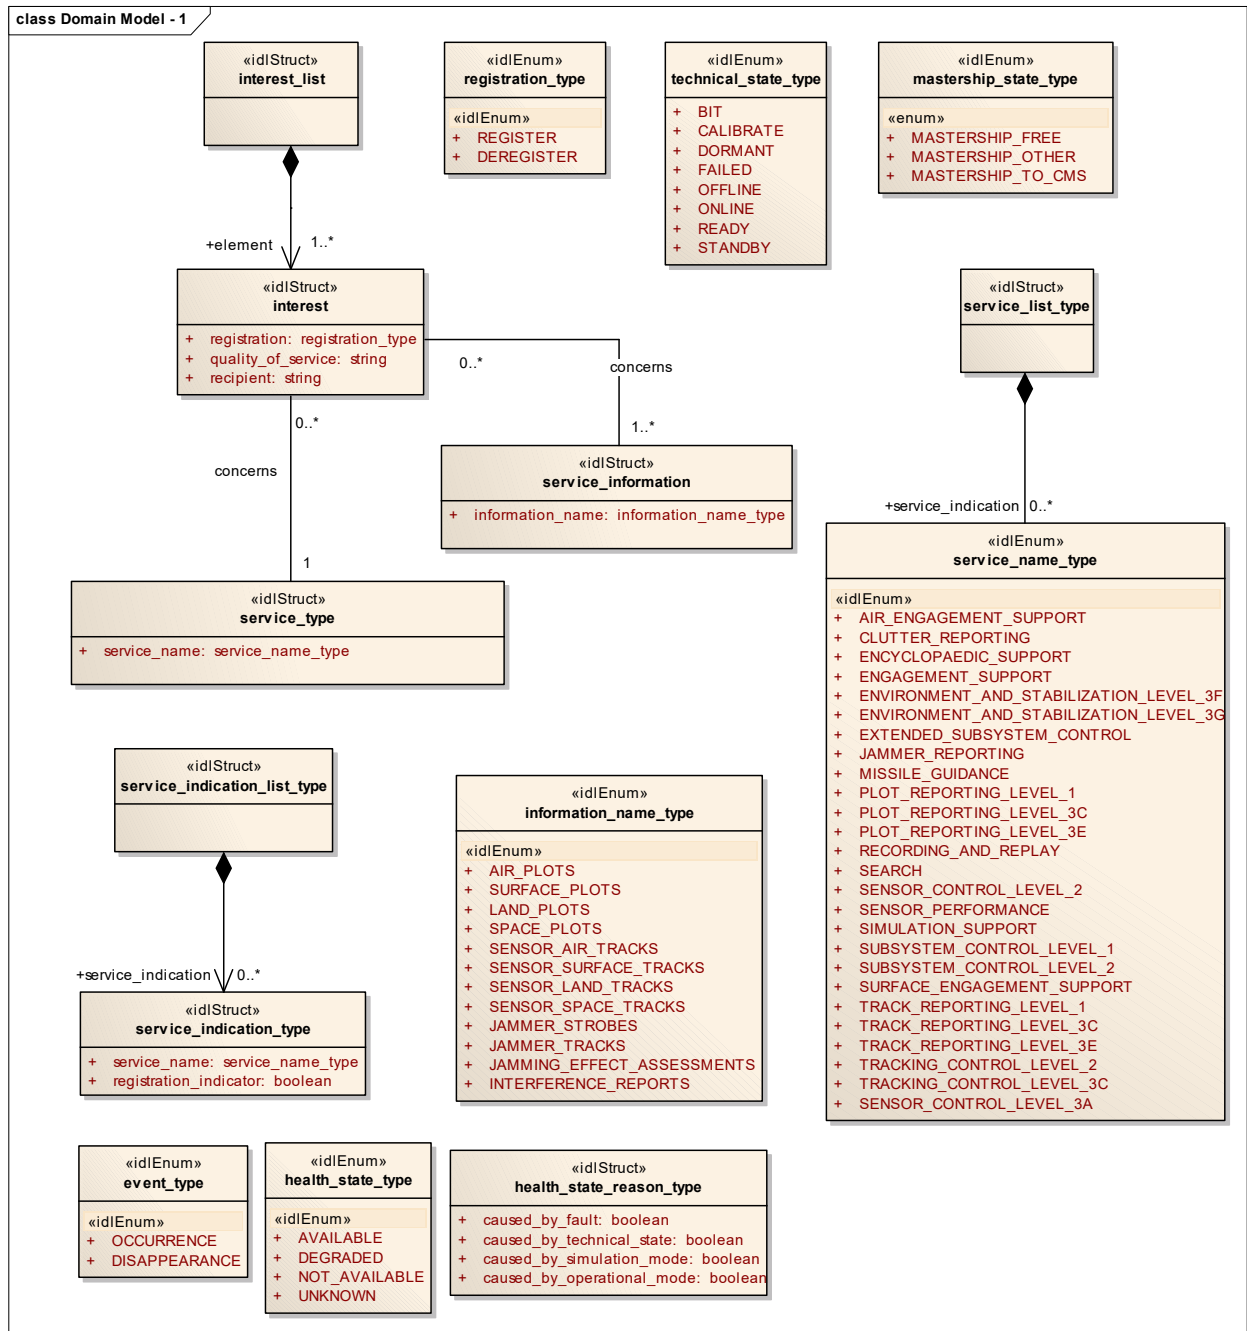 class Domain Model - 1
«idlStruct»
interest_list
«idlEnum»
registration_type
«idlEnum»
+ REGISTER
+ DEREGISTER
«idlEnum»
technical_state_type
+ BIT
+ CALIBRATE
+ DORMANT
+ FAILED
+ OFFLINE
+ ONLINE
+ READY
+ STANDBY
«idlEnum»
mastership_state_type
«enum»
+ MASTERSHIP_FREE
+ MASTERSHIP_OTHER
+ MASTERSHIP_TO_CMS
+element
1..*
«idlStruct»
interest
+ registration: registration_type
+ quality_of_service: string
+ recipient: string
0..*
concerns
1..*
0..*
concerns
1
«idlStruct»
service_information
+ information_name: information_name_type
«idlStruct»
service_type
+ service_name: service_name_type
«idlStruct»
service_list_type
+service_indication
0..*
«idlEnum»
service_name_type
«idlEnum»
+ AIR_ENGAGEMENT_SUPPORT
+ CLUTTER_REPORTING
+ ENCYCLOPAEDIC_SUPPORT
+ ENGAGEMENT_SUPPORT
+ ENVIRONMENT_AND_STABILIZATION_LEVEL_3F
+ ENVIRONMENT_AND_STABILIZATION_LEVEL_3G
+ EXTENDED_SUBSYSTEM_CONTROL
+ JAMMER_REPORTING
+ MISSILE_GUIDANCE
+ PLOT_REPORTING_LEVEL_1
+ PLOT_REPORTING_LEVEL_3C
+ PLOT_REPORTING_LEVEL_3E
+ RECORDING_AND_REPLAY
+ SEARCH
+ SENSOR_CONTROL_LEVEL_2
+ SENSOR_PERFORMANCE
+ SIMULATION_SUPPORT
+ SUBSYSTEM_CONTROL_LEVEL_1
+ SUBSYSTEM_CONTROL_LEVEL_2
+ SURFACE_ENGAGEMENT_SUPPORT
+ TRACK_REPORTING_LEVEL_1
+ TRACK_REPORTING_LEVEL_3C
+ TRACK_REPORTING_LEVEL_3E
+ TRACKING_CONTROL_LEVEL_2
+ TRACKING_CONTROL_LEVEL_3C
+ SENSOR_CONTROL_LEVEL_3A
«idlStruct»
service_indication_list_type
+service_indication
0..*
«idlStruct»
service_indication_type
+ service_name: service_name_type
+ registration_indicator: boolean
«idlEnum»
information_name_type
«idlEnum»
+ AIR_PLOTS
+ SURFACE_PLOTS
+ LAND_PLOTS
+ SPACE_PLOTS
+ SENSOR_AIR_TRACKS
+ SENSOR_SURFACE_TRACKS
+ SENSOR_LAND_TRACKS
+ SENSOR_SPACE_TRACKS
+ JAMMER_STROBES
+ JAMMER_TRACKS
+ JAMMING_EFFECT_ASSESSMENTS
+ INTERFERENCE_REPORTS
«idlEnum»
event_type
«idlEnum»
+ OCCURRENCE
+ DISAPPEARANCE
«idlEnum»
health_state_type
«idlEnum»
+ AVAILABLE
+ DEGRADED
+ NOT_AVAILABLE
+ UNKNOWN
«idlStruct»
health_state_reason_type
+ caused_by_fault: boolean
+ caused_by_technical_state: boolean
+ caused_by_simulation_mode: boolean
+ caused_by_operational_mode: boolean